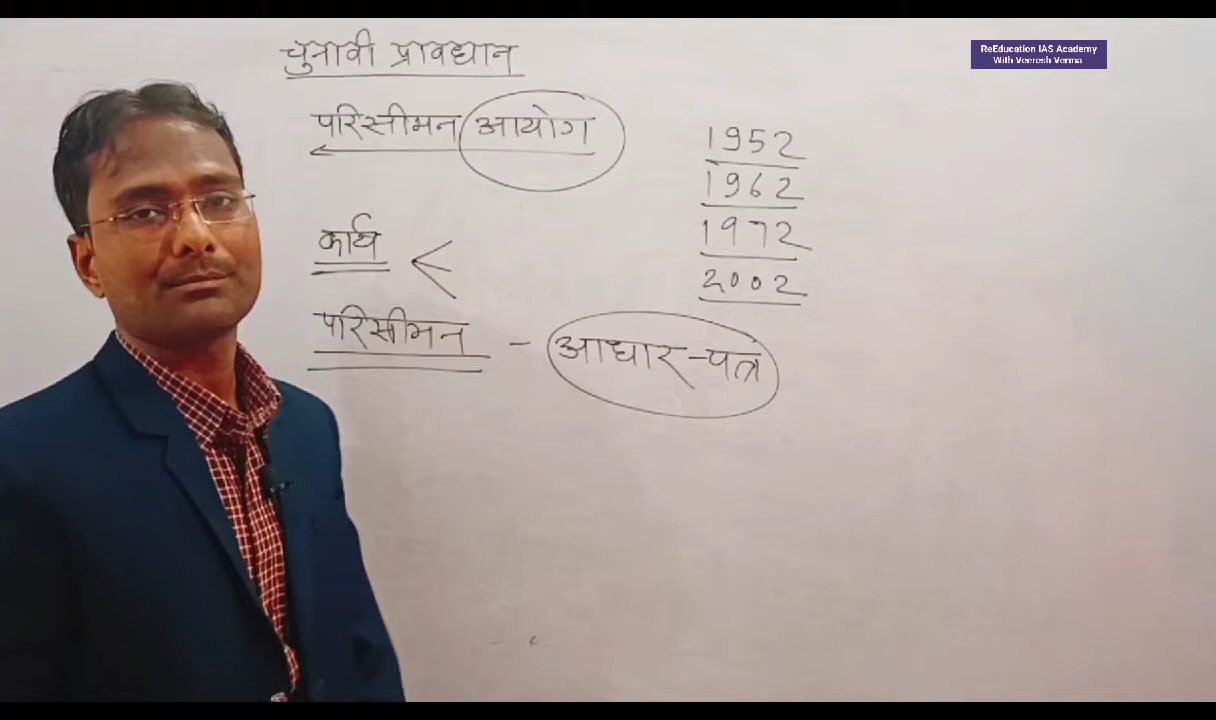 चुनावी प्रावधान
ReEducation IAS Academy
With Veeresh Verma
परिसीमन आयोग
1952
1962
1972
2002
कार्य
परिसीमन - आधार-पत्र